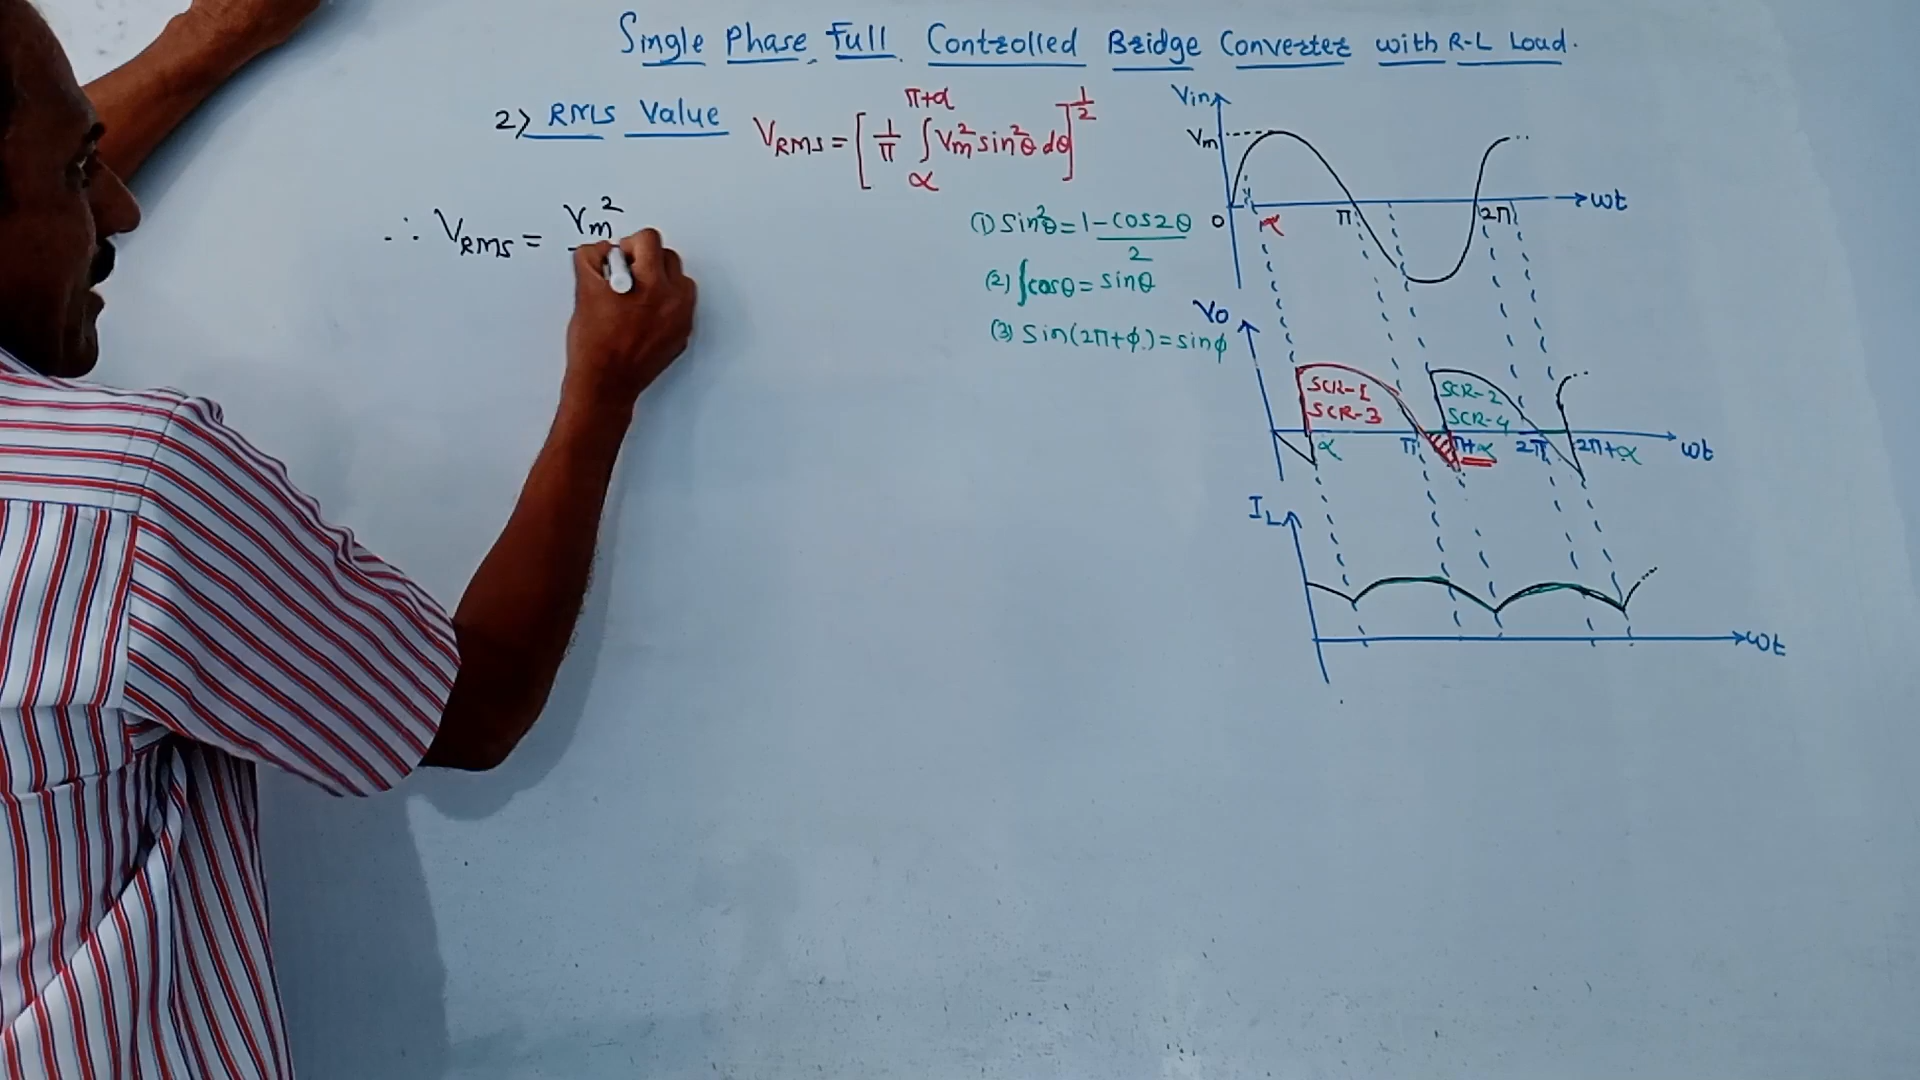 Single Phase Full Controlled Bridge Converter with R-L Load.
2) RMS Value
V_RMS = [ 1/π ∫_α^{π+α} V_m² sin²θ dθ ]^{1/2}
∴ V_RMS = V_m²
(1) sin²θ = 1 - cos2θ / 2
(2) ∫cosθ = sinθ
(3) sin(2π+ϕ) = sinϕ
Vin
Vm
0
α
π
2π
ωt
Vo
SCR-1
SCR-3
SCR-2
SCR-4
α
π
π+α
2π
2π+α
ωt
I_L
ωt